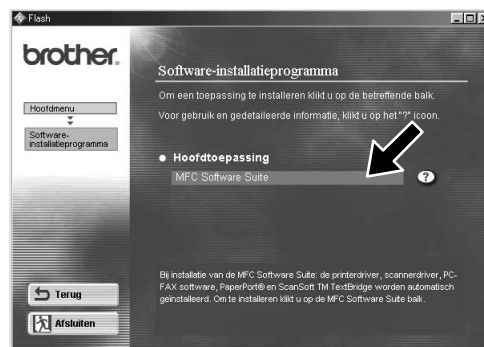 Flash
brother.
Hoofdmenu
Software-
installatieprogramma
Software-installatieprogramma
Om een toepassing te installeren klikt u op de betreffende balk.
Voor gebruik en gedetaileerde informatie, klikt u op het "?" icoon.
Hoofdtoepassing
MFC Software Suite
?
Bij installatie van de MFC Software Suite: de printerdriver, scannerdriver, PC-
FAX software, PaperPort® en ScanSoft TM TextBridge worden automatisch
geïnstalleerd. Om te installeren klikt u op de MFC Software Suite balk.
Terug
Afsluiten